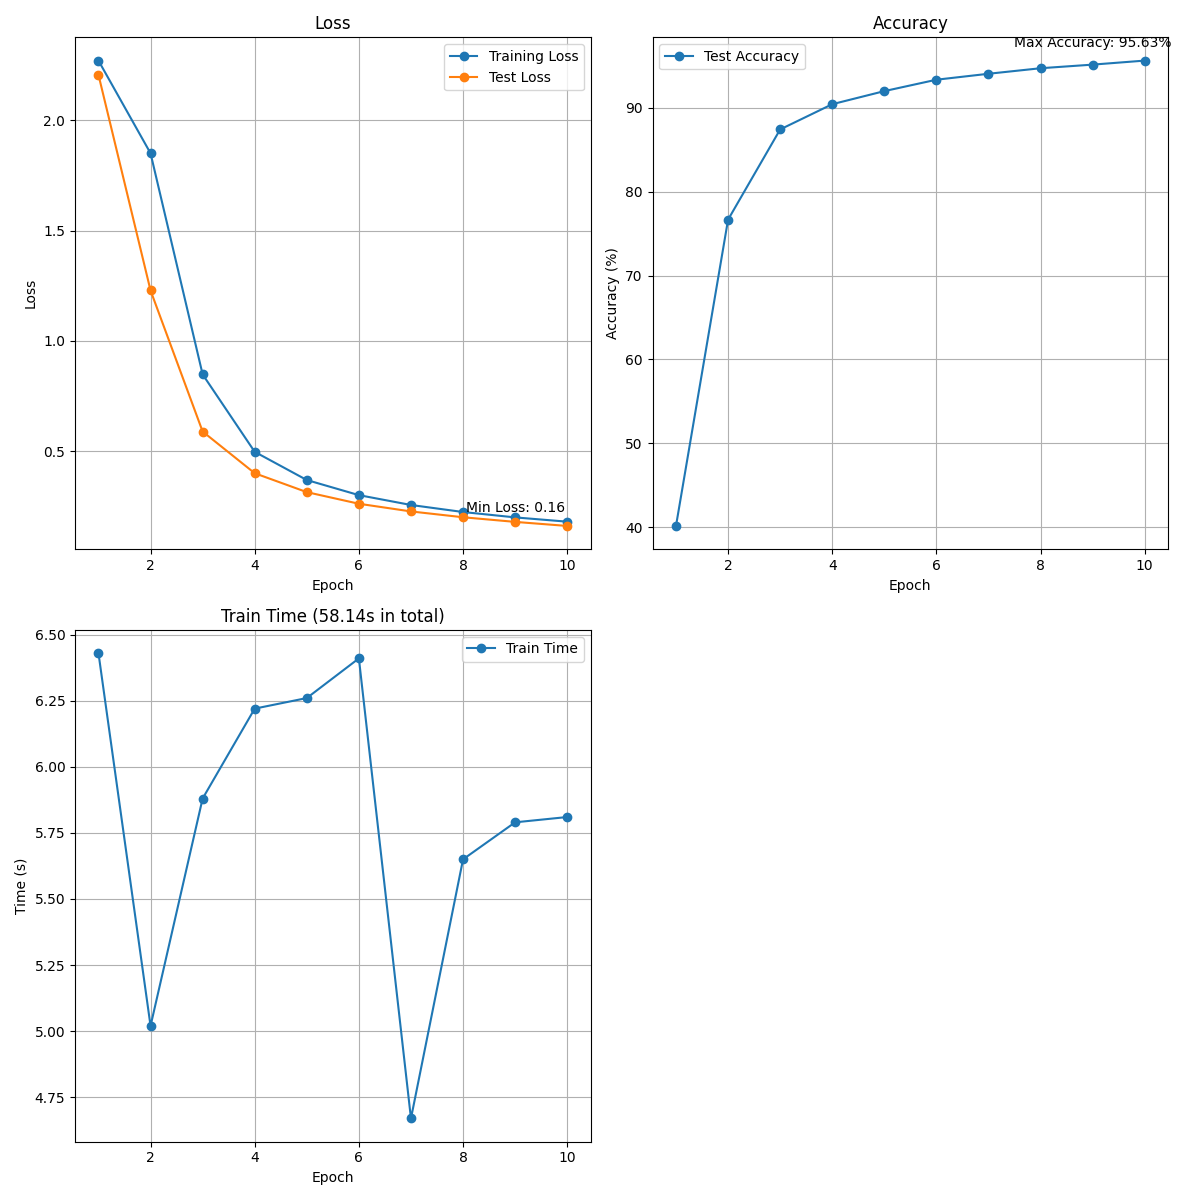 Loss
Training Loss
Test Loss
2.0
1.5
1.0
0.5
Loss
Min Loss: 0.16
2
4
6
8
10
Epoch
Accuracy
Max Accuracy: 95.63%
Test Accuracy
90
80
70
60
50
40
Accuracy (%)
2
4
6
8
10
Epoch
Train Time (58.14s in total)
Train Time
6.50
6.25
6.00
5.75
5.50
5.25
5.00
4.75
Time (s)
2
4
6
8
10
Epoch